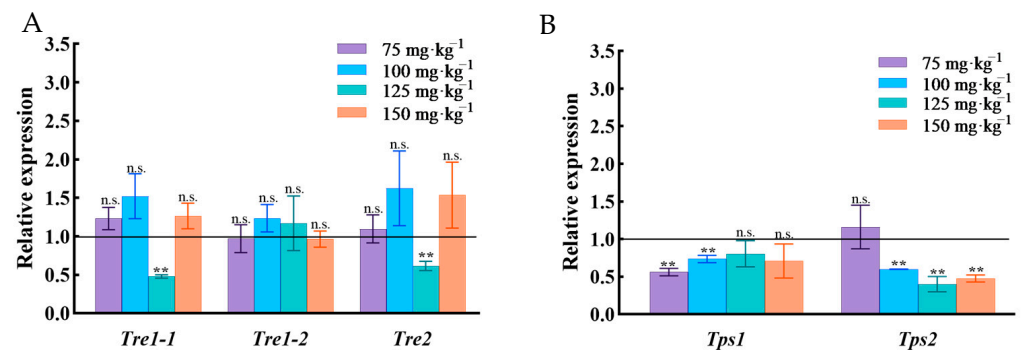 A
Relative expression
3.5
3.0
2.5
2.0
1.5
1.0
0.5
0.0
75 mg·kg⁻¹
100 mg·kg⁻¹
125 mg·kg⁻¹
150 mg·kg⁻¹
n.s.
n.s.
**
n.s.
n.s.
n.s.
n.s.
n.s.
n.s.
n.s.
**
n.s.
Tre1-1
Tre1-2
Tre2
B
Relative expression
3.5
3.0
2.5
2.0
1.5
1.0
0.5
0.0
75 mg·kg⁻¹
100 mg·kg⁻¹
125 mg·kg⁻¹
150 mg·kg⁻¹
**
**
n.s.
n.s.
n.s.
**
**
**
Tps1
Tps2